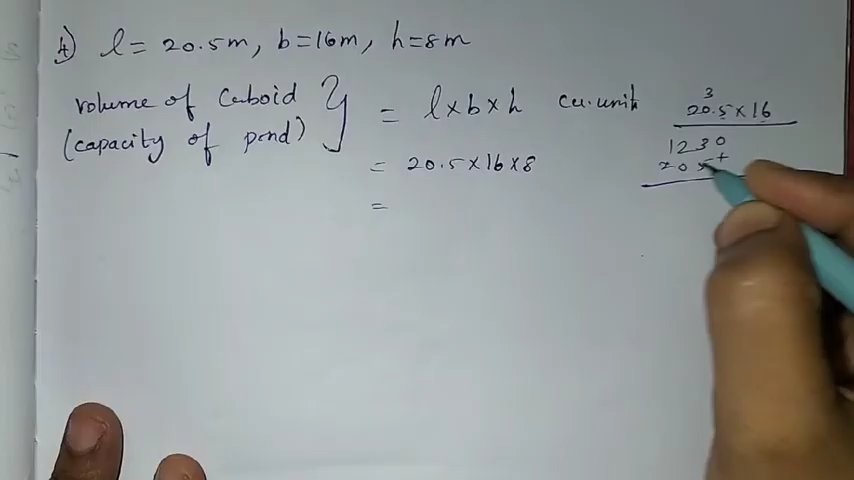 4) l = 20.5m, b=16m, h=8m
volume of Cuboid
(capacity of pond)
= l×b×h cu.unit
= 20.5×16×8
=
3
20.5×16
1230
205+